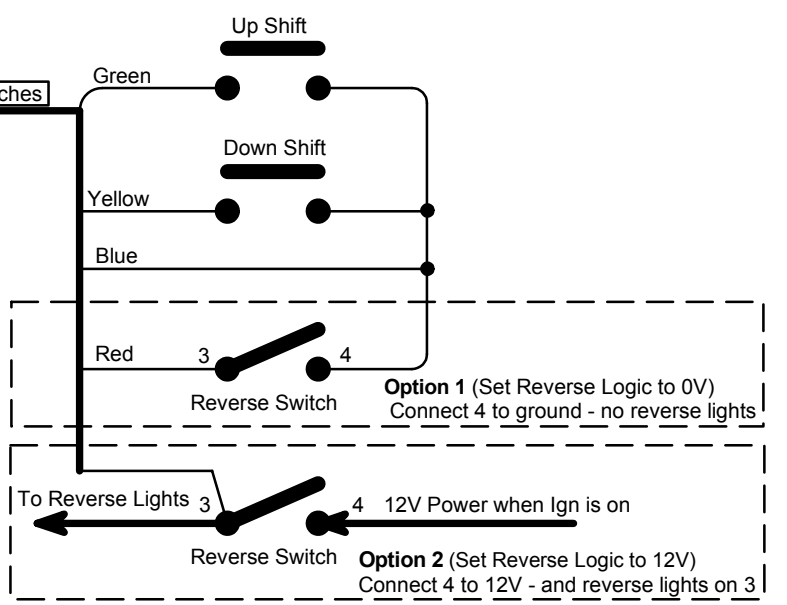 Up Shift
Green
Down Shift
Yellow
Blue
Red
3
4
Reverse Switch
Option 1 (Set Reverse Logic to 0V)
Connect 4 to ground - no reverse lights
To Reverse Lights
3
4
12V Power when Ign is on
Reverse Switch
Option 2 (Set Reverse Logic to 12V)
Connect 4 to 12V - and reverse lights on 3